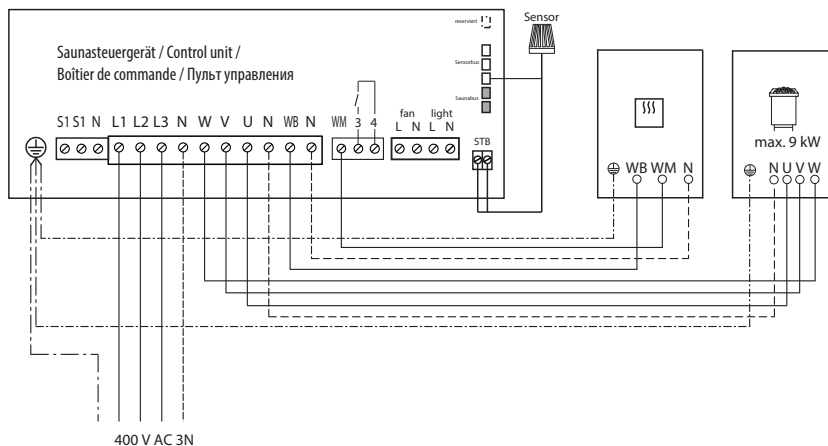 reserviert
Sensor
Saunasteuergerät / Control unit /
Boîtier de commande / Пульт управления
Sensorbus
Saunabus
S1 S1 N L1 L2 L3 N W V U N WB N WM 3 4
fan light
L N L N
STB
max. 9 kW
WB WM N
N U V W
400 V AC 3N